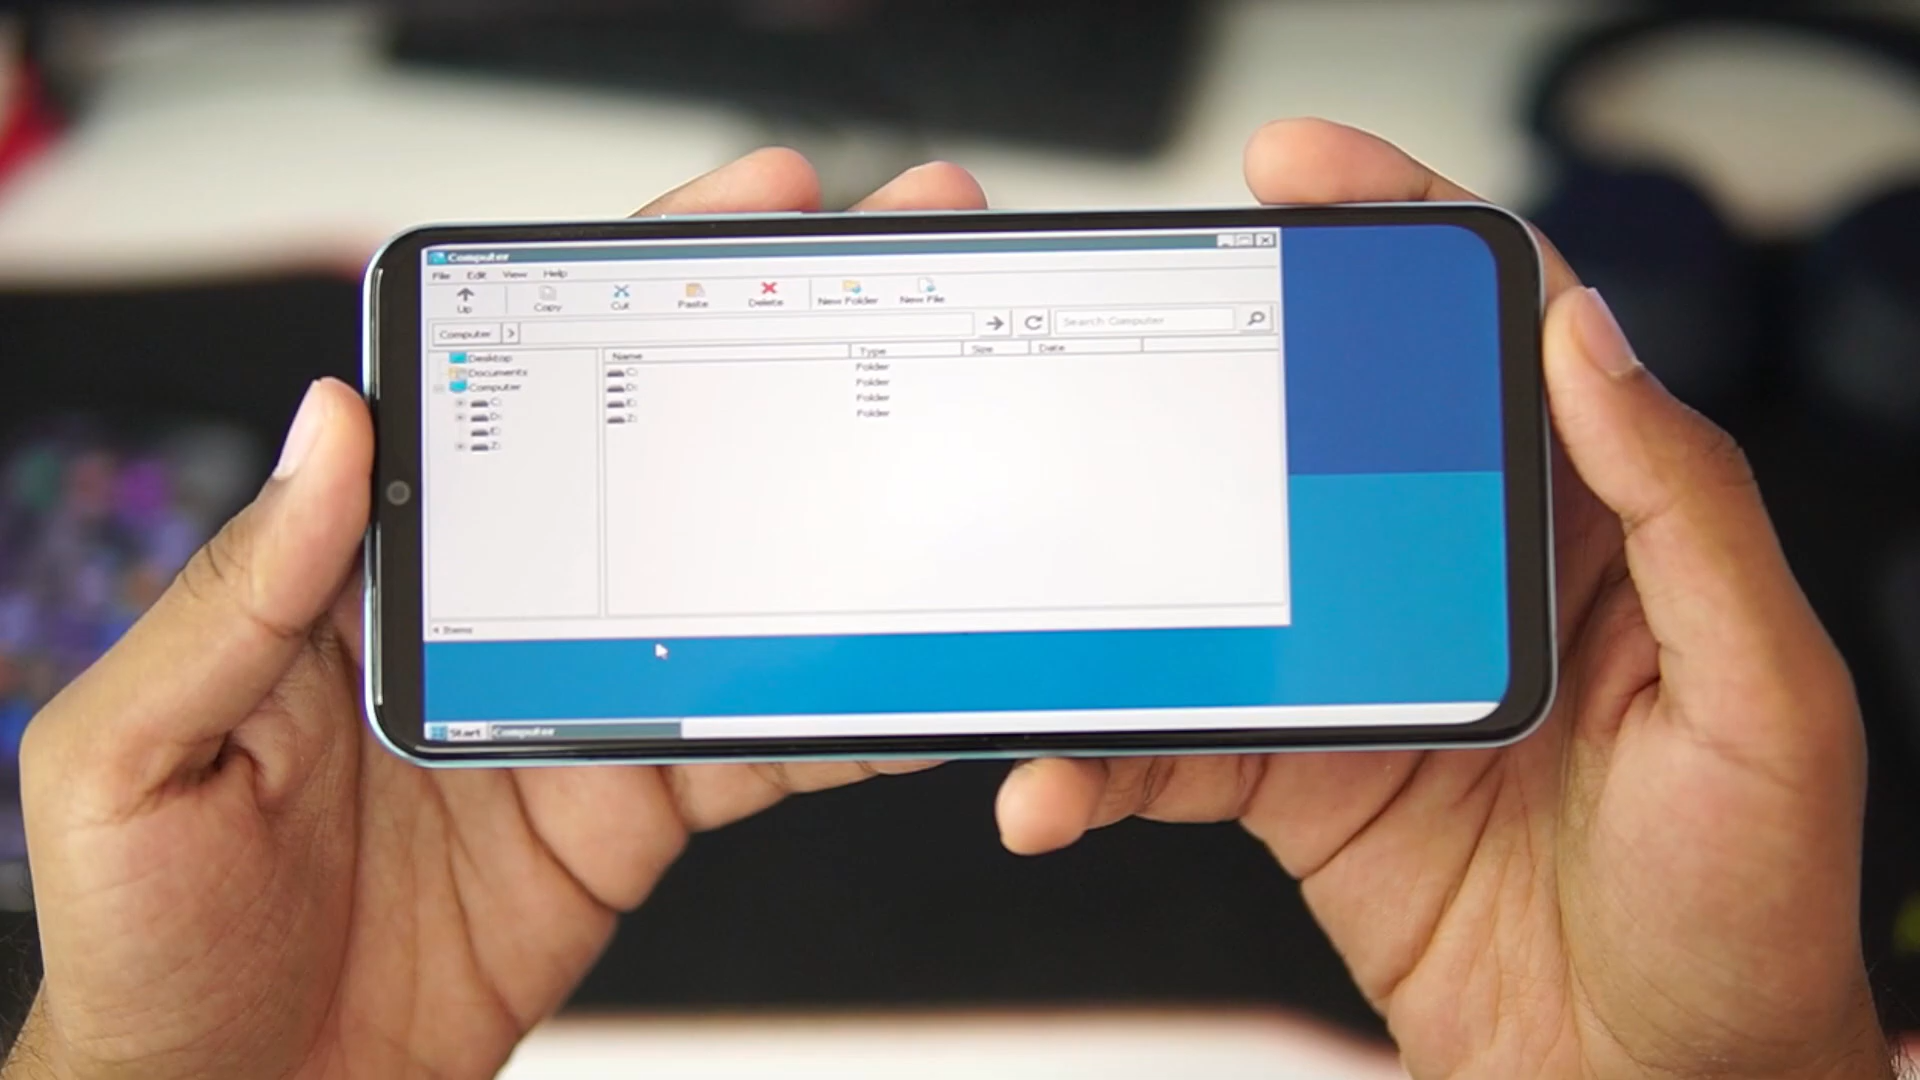 Computer
File Edit View Help
Up Copy Cut Paste Delete New Folder New File
Computer > Search Computer
Name Type Size Date
Desktop
Documents
Computer
C:
D:
E:
Z:
C: Folder
D: Folder
E: Folder
Z: Folder
4 Items
Start Computer